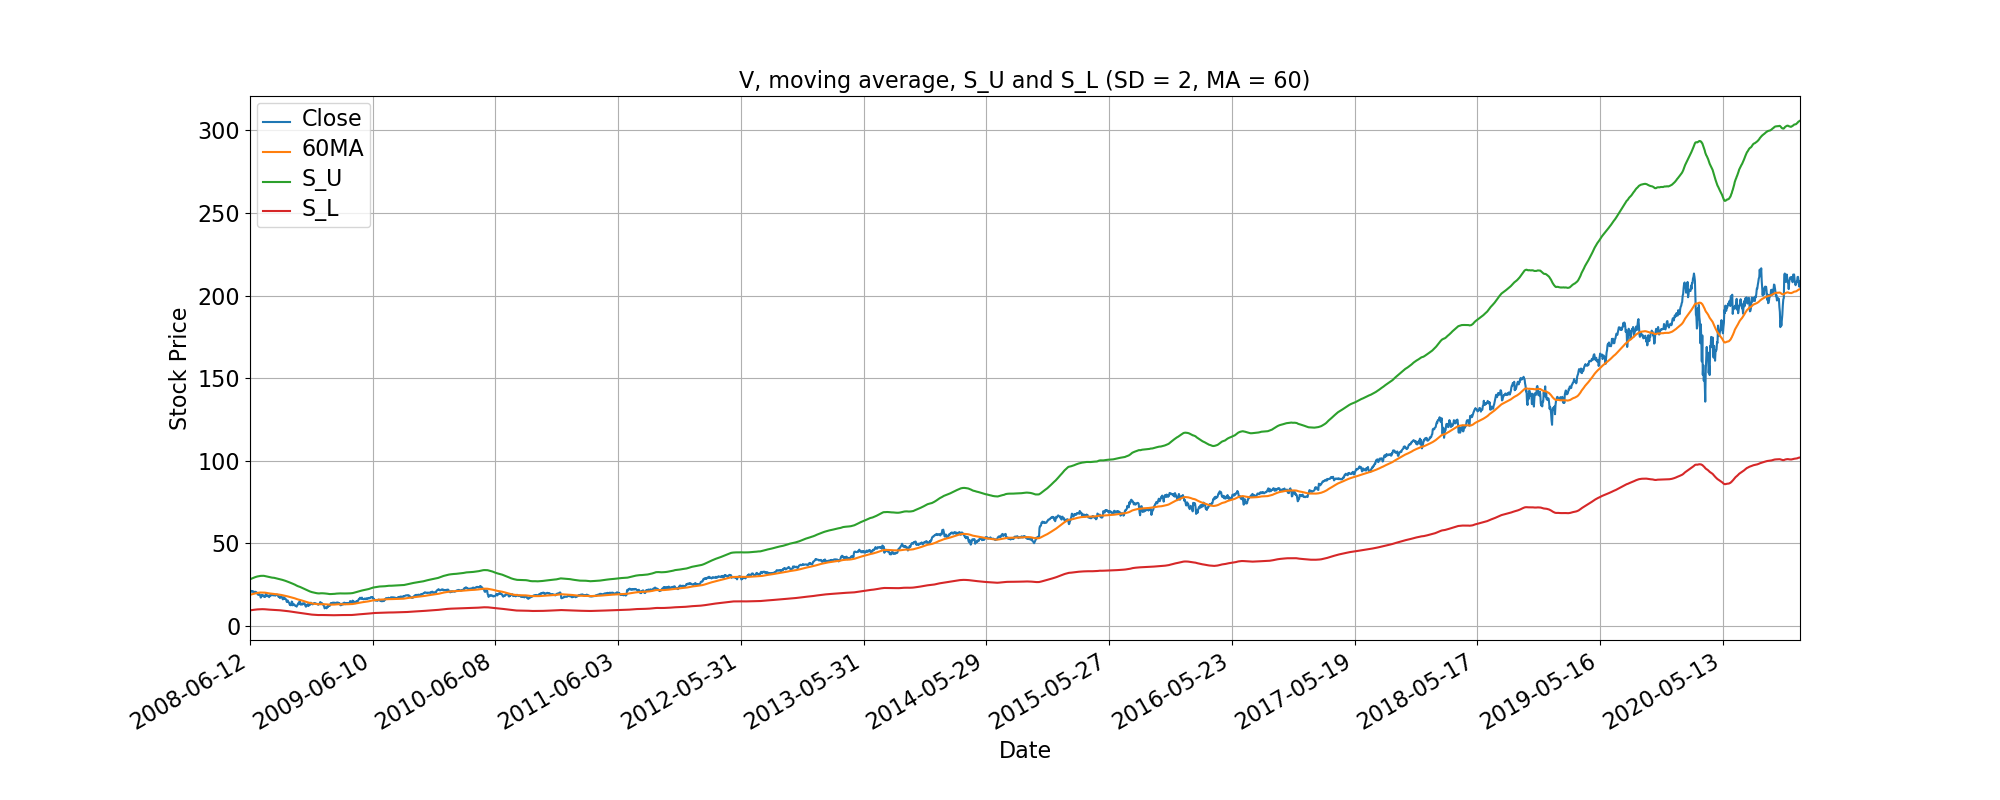 V, moving average, S_U and S_L (SD = 2, MA = 60)
Close
60MA
S_U
S_L
Stock Price
300
250
200
150
100
50
0
2008-06-12
2009-06-10
2010-06-08
2011-06-03
2012-05-31
2013-05-31
2014-05-29
2015-05-27
2016-05-23
2017-05-19
2018-05-17
2019-05-16
2020-05-13
Date